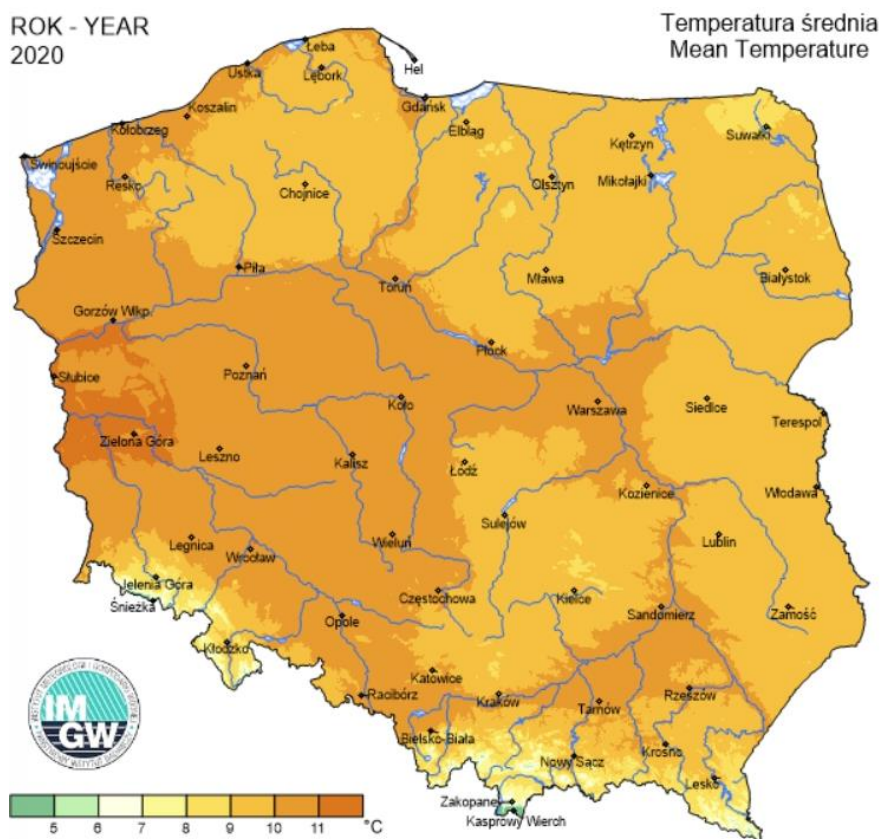 ROK - YEAR
2020
Temperatura średnia
Mean Temperature
Łeba
Ustka
Lębork
Hel
Koszalin
Gdańsk
Kołobrzeg
Elbląg
Kętrzyn
Suwałki
Świnoujście
Resko
Chojnice
Olsztyn
Mikołajki
Szczecin
Piła
Toruń
Mława
Białystok
Gorzów Wlkp.
Płock
Słubice
Poznań
Koło
Warszawa
Siedlce
Terespol
Zielona Góra
Leszno
Kalisz
Łódź
Kozienice
Włodawa
Sulejów
Legnica
Wrocław
Wieluń
Lublin
Jelenia Góra
Śnieżka
Częstochowa
Kielce
Sandomierz
Zamość
Opole
Kłodzko
Katowice
Racibórz
Kraków
Tarnów
Rzeszów
Bielsko-Biała
Nowy Sącz
Krosno
Lesko
Zakopane
Kasprowy Wierch
IM
GW
5 6 7 8 9 10 11 °C